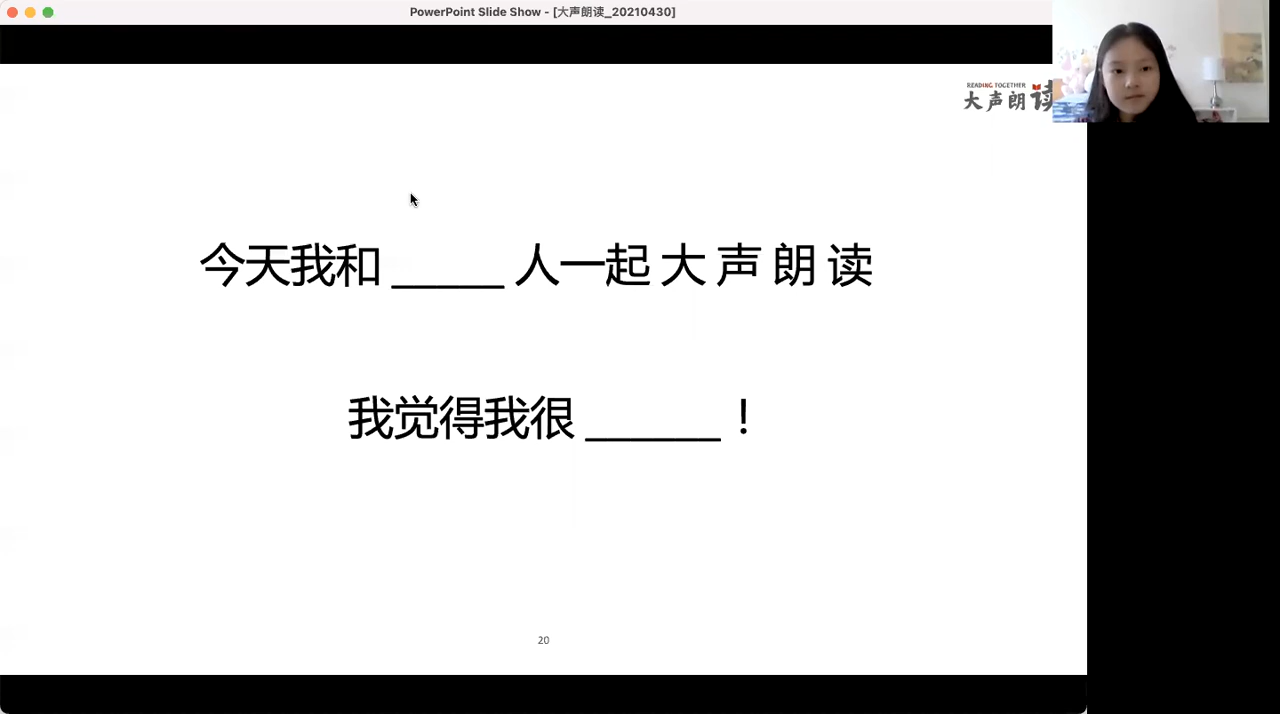 PowerPoint Slide Show - [大声朗读_20210430]
READING TOGETHER
大声朗读
今天我和 _____ 人一起 大 声 朗 读
我觉得我很 ______ !
20